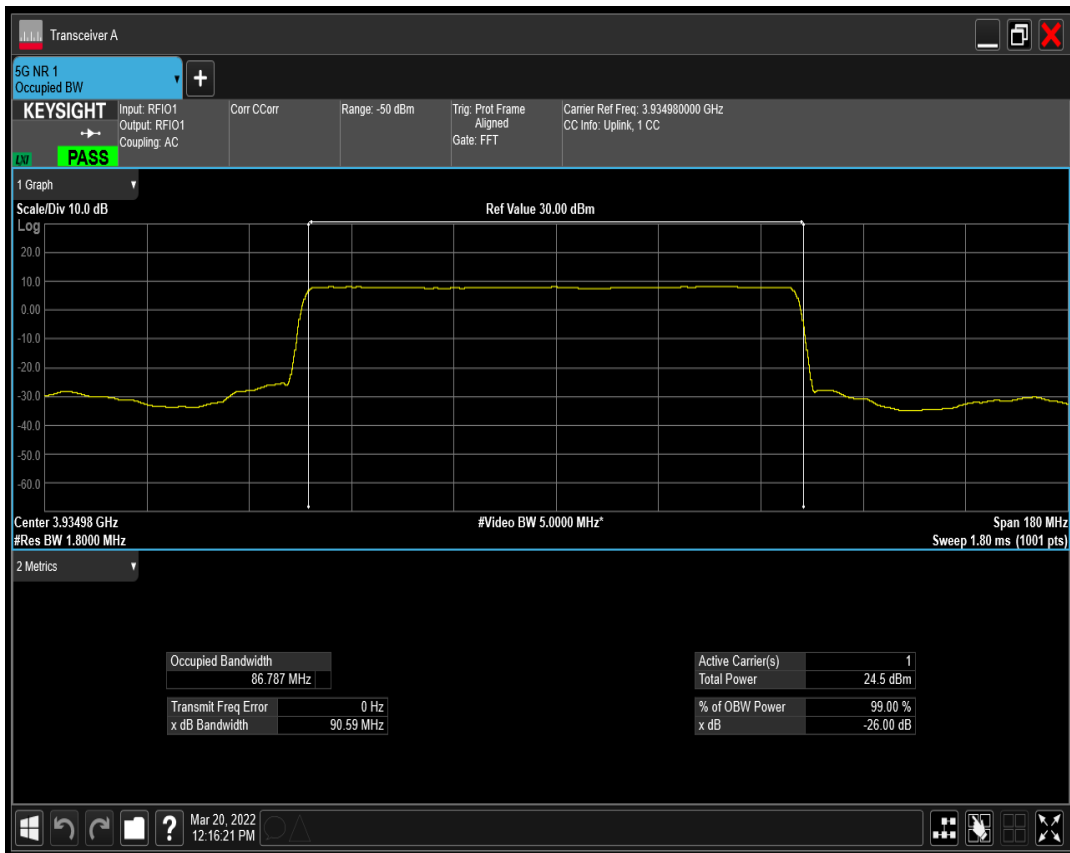 Transceiver A
5G NR 1
Occupied BW
+
KEYSIGHT
LXI
PASS
Input: RFIO1
Output: RFIO1
Coupling: AC
Corr CCorr
Range: -50 dBm
Trig: Prot Frame
Aligned
Gate: FFT
Carrier Ref Freq: 3.934980000 GHz
CC Info: Uplink, 1 CC
1 Graph
Scale/Div 10.0 dB
Ref Value 30.00 dBm
Log
20.0
10.0
0.00
-10.0
-20.0
-30.0
-40.0
-50.0
-60.0
Center 3.93498 GHz
#Video BW 5.0000 MHz*
Span 180 MHz
#Res BW 1.8000 MHz
Sweep 1.80 ms (1001 pts)
2 Metrics
Occupied Bandwidth
86.787 MHz
Transmit Freq Error 0 Hz
x dB Bandwidth 90.59 MHz
Active Carrier(s) 1
Total Power 24.5 dBm
% of OBW Power 99.00 %
x dB -26.00 dB
?
Mar 20, 2022
12:16:21 PM